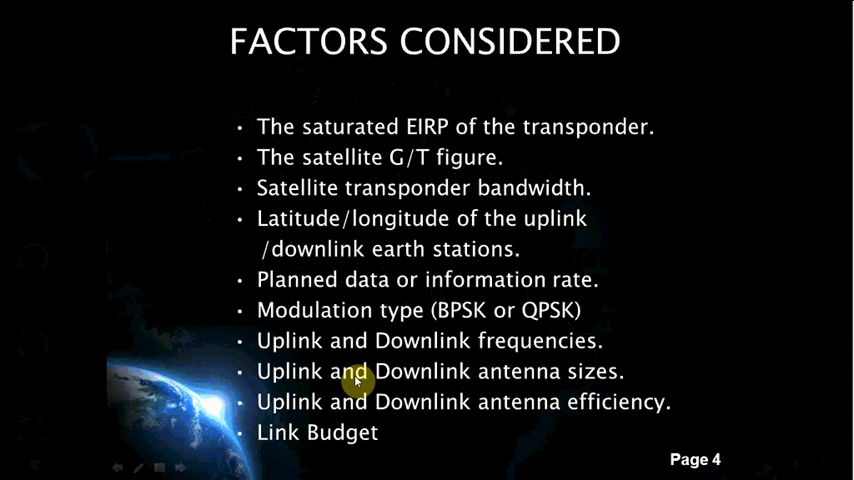 FACTORS CONSIDERED
• The saturated EIRP of the transponder.
• The satellite G/T figure.
• Satellite transponder bandwidth.
• Latitude/longitude of the uplink
/downlink earth stations.
• Planned data or information rate.
• Modulation type (BPSK or QPSK)
• Uplink and Downlink frequencies.
• Uplink and Downlink antenna sizes.
• Uplink and Downlink antenna efficiency.
• Link Budget
Page 4